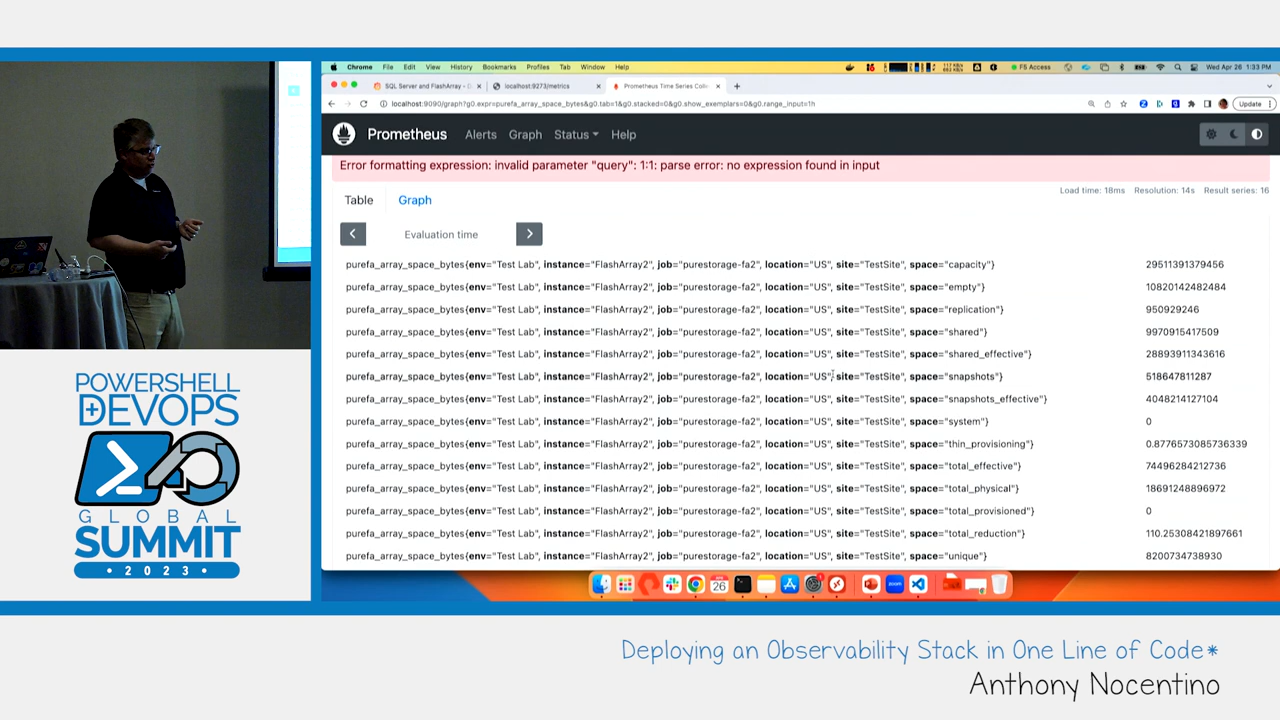 Chrome File Edit View History Bookmarks Profiles Tab Window Help
F5 Access
Wed Apr 26 1:33 PM
SQL Server and FlashArray - D
localhost:9273/metrics
Prometheus Time Series Colle
localhost:9090/graph?g0.expr=purefa_array_space_bytes&g0.tab=1&g0.stacked=0&g0.show_exemplars=0&g0.range_input=1h
Update
Prometheus Alerts Graph Status Help
Error formatting expression: invalid parameter "query": 1:1: parse error: no expression found in input
Load time: 18ms Resolution: 14s Result series: 16
Table Graph
Evaluation time
purefa_array_space_bytes{env="Test Lab", instance="FlashArray2", job="purestorage-fa2", location="US", site="TestSite", space="capacity"} 29511391379456
purefa_array_space_bytes{env="Test Lab", instance="FlashArray2", job="purestorage-fa2", location="US", site="TestSite", space="empty"} 10820142482484
purefa_array_space_bytes{env="Test Lab", instance="FlashArray2", job="purestorage-fa2", location="US", site="TestSite", space="replication"} 950929246
purefa_array_space_bytes{env="Test Lab", instance="FlashArray2", job="purestorage-fa2", location="US", site="TestSite", space="shared"} 9970915417509
purefa_array_space_bytes{env="Test Lab", instance="FlashArray2", job="purestorage-fa2", location="US", site="TestSite", space="shared_effective"} 28893911343616
purefa_array_space_bytes{env="Test Lab", instance="FlashArray2", job="purestorage-fa2", location="US", site="TestSite", space="snapshots"} 518647811287
purefa_array_space_bytes{env="Test Lab", instance="FlashArray2", job="purestorage-fa2", location="US", site="TestSite", space="snapshots_effective"} 4048214127104
purefa_array_space_bytes{env="Test Lab", instance="FlashArray2", job="purestorage-fa2", location="US", site="TestSite", space="system"} 0
purefa_array_space_bytes{env="Test Lab", instance="FlashArray2", job="purestorage-fa2", location="US", site="TestSite", space="thin_provisioning"} 0.8776573085736339
purefa_array_space_bytes{env="Test Lab", instance="FlashArray2", job="purestorage-fa2", location="US", site="TestSite", space="total_effective"} 74496284212736
purefa_array_space_bytes{env="Test Lab", instance="FlashArray2", job="purestorage-fa2", location="US", site="TestSite", space="total_physical"} 18691248896972
purefa_array_space_bytes{env="Test Lab", instance="FlashArray2", job="purestorage-fa2", location="US", site="TestSite", space="total_provisioned"} 0
purefa_array_space_bytes{env="Test Lab", instance="FlashArray2", job="purestorage-fa2", location="US", site="TestSite", space="total_reduction"} 110.25308421897661
purefa_array_space_bytes{env="Test Lab", instance="FlashArray2", job="purestorage-fa2", location="US", site="TestSite", space="unique"} 8200734738930
POWERSHELL
+DEVOPS
GLOBAL
SUMMIT
• 2023 •
Deploying an Observability Stack in One Line of Code*
Anthony Nocentino